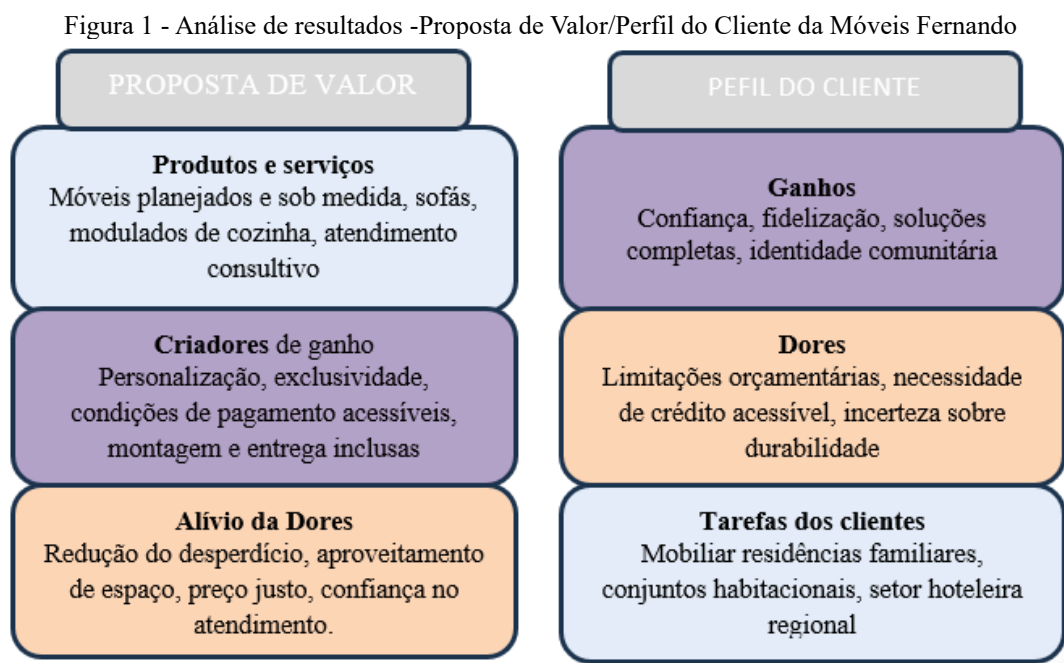 Figura 1 - Análise de resultados -Proposta de Valor/Perfil do Cliente da Móveis Fernando
PROPOSTA DE VALOR
Produtos e serviços
Móveis planejados e sob medida, sofás,
modulados de cozinha, atendimento
consultivo
Criadores de ganho
Personalização, exclusividade,
condições de pagamento acessíveis,
montagem e entrega inclusas
Alívio da Dores
Redução do desperdício, aproveitamento
de espaço, preço justo, confiança no
atendimento.
PEFIL DO CLIENTE
Ganhos
Confiança, fidelização, soluções
completas, identidade comunitária
Dores
Limitações orçamentárias, necessidade
de crédito acessível, incerteza sobre
durabilidade
Tarefas dos clientes
Mobiliar residências familiares,
conjuntos habitacionais, setor hoteleira
regional